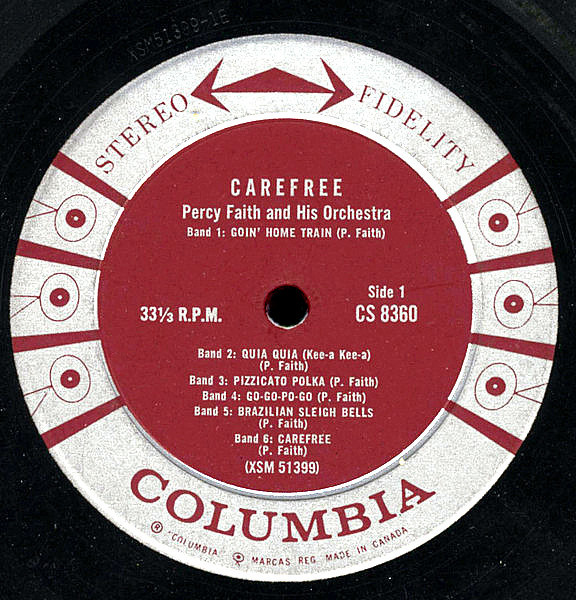 XSM51399-1E
STEREO FIDELITY
CAREFREE
Percy Faith and His Orchestra
Band 1: GOIN' HOME TRAIN (P. Faith)
33⅓ R.P.M.
Side 1
CS 8360
Band 2: QUIA QUIA (Kee-a Kee-a)
(P. Faith)
Band 3: PIZZICATO POLKA (P. Faith)
Band 4: GO-GO-PO-GO (P. Faith)
Band 5: BRAZILIAN SLEIGH BELLS
(P. Faith)
Band 6: CAREFREE
(P. Faith)
(XSM 51399)
COLUMBIA
® "COLUMBIA MARCAS REG. MADE IN CANADA